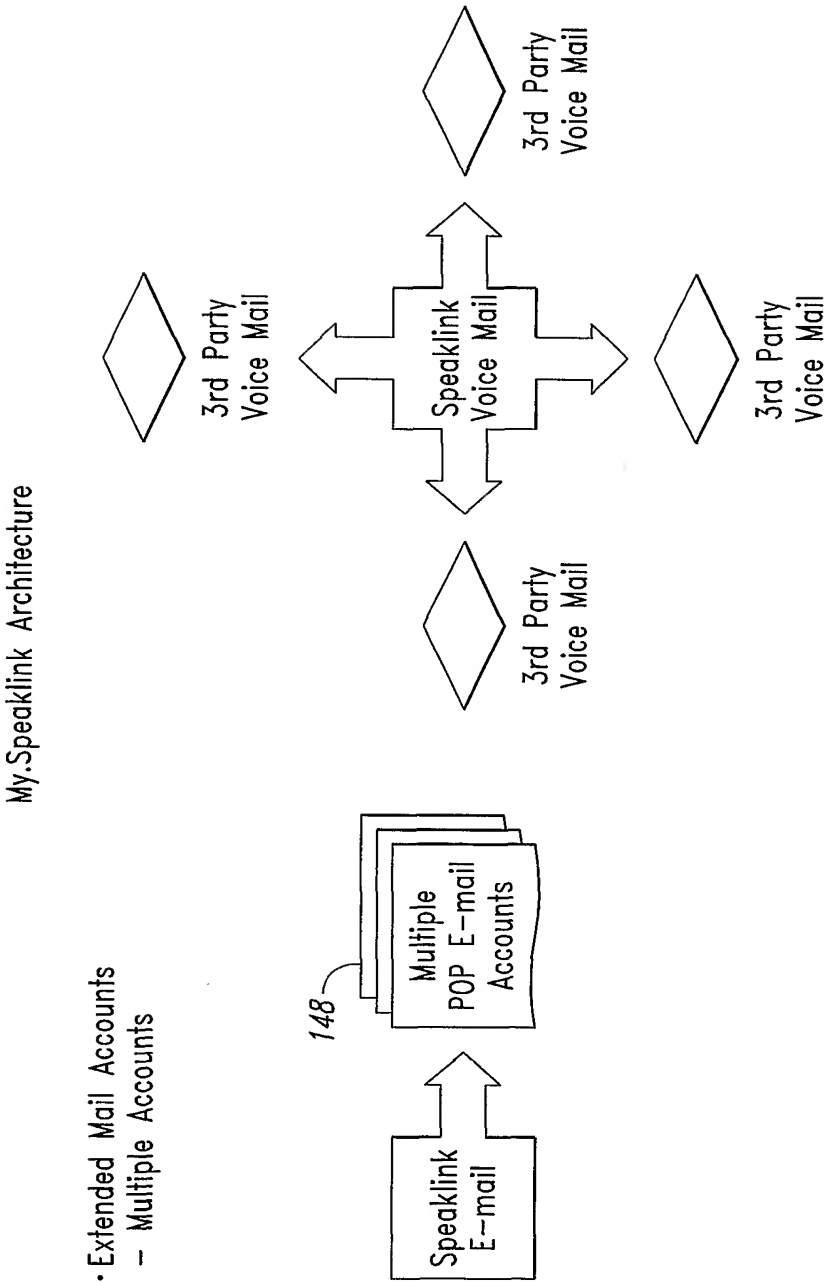 My.Speaklink Architecture
· Extended Mail Accounts
– Multiple Accounts
Speaklink
E-mail
148
Multiple
POP E-mail
Accounts
3rd Party
Voice Mail
3rd Party
Voice Mail
Speaklink
Voice Mail
3rd Party
Voice Mail
3rd Party
Voice Mail